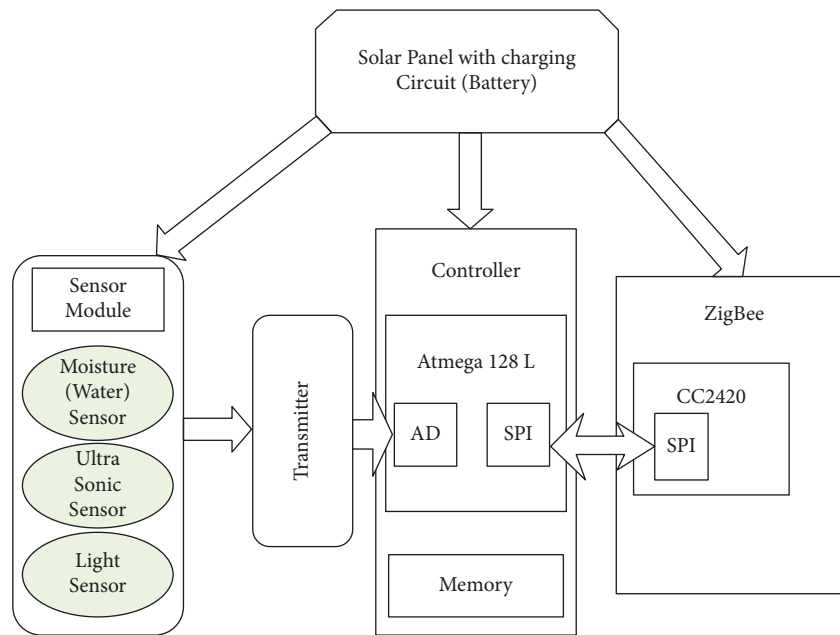 Solar Panel with charging
Circuit (Battery)
Sensor
Module
Moisture
(Water)
Sensor
Ultra
Sonic
Sensor
Light
Sensor
Transmitter
Controller
Atmega 128 L
AD
SPI
Memory
ZigBee
CC2420
SPI